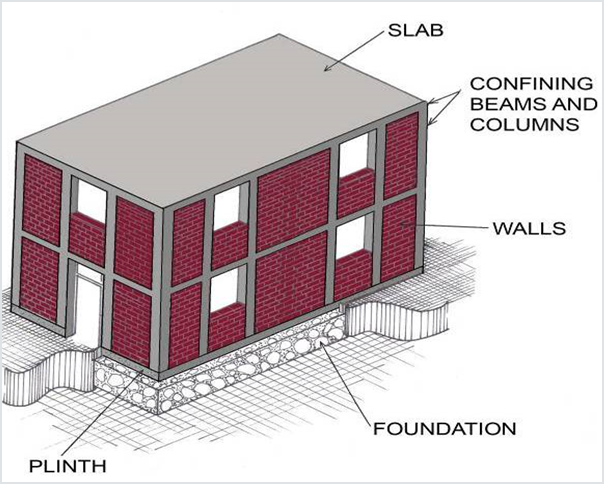 SLAB
CONFINING
BEAMS AND
COLUMNS
WALLS
FOUNDATION
PLINTH